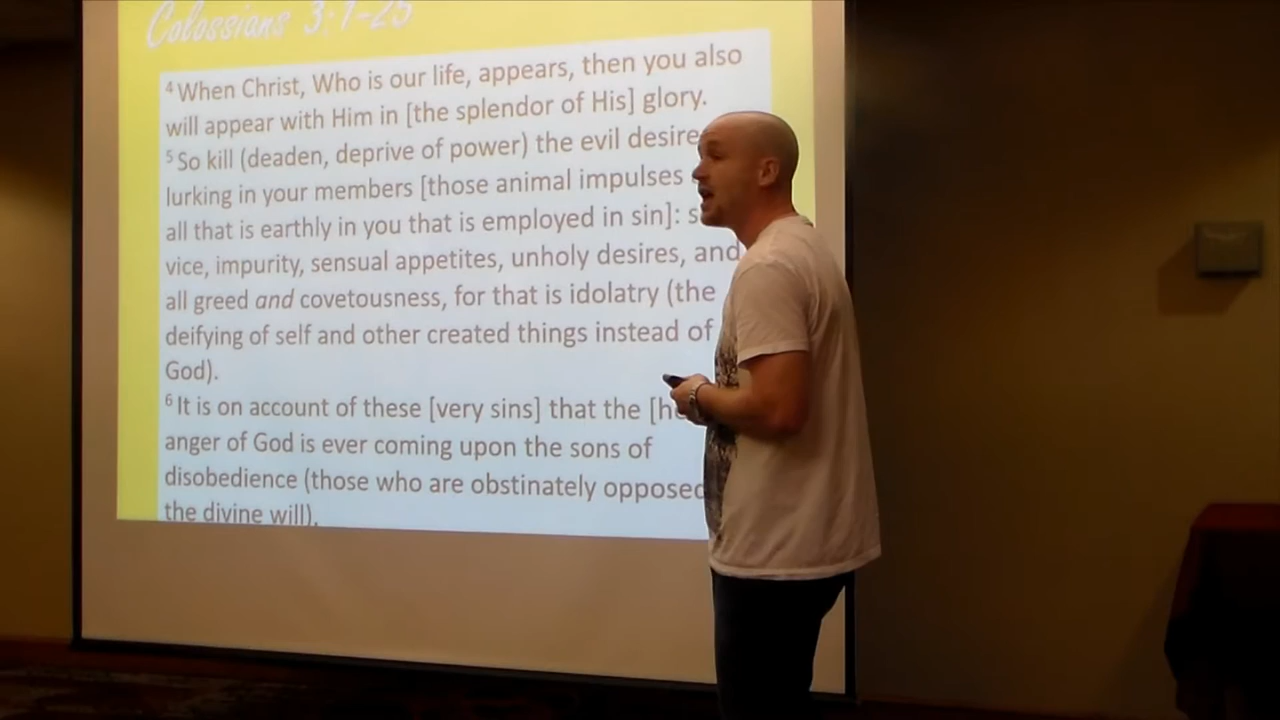 Colossians 3:1-25
4 When Christ, Who is our life, appears, then you also
will appear with Him in [the splendor of His] glory.
5 So kill (deaden, deprive of power) the evil desire
lurking in your members [those animal impulses
all that is earthly in you that is employed in sin]:
vice, impurity, sensual appetites, unholy desires, and
all greed and covetousness, for that is idolatry (the
deifying of self and other created things instead of
God).
6 It is on account of these [very sins] that the
anger of God is ever coming upon the sons of
disobedience (those who are obstinately opposed
the divine will).